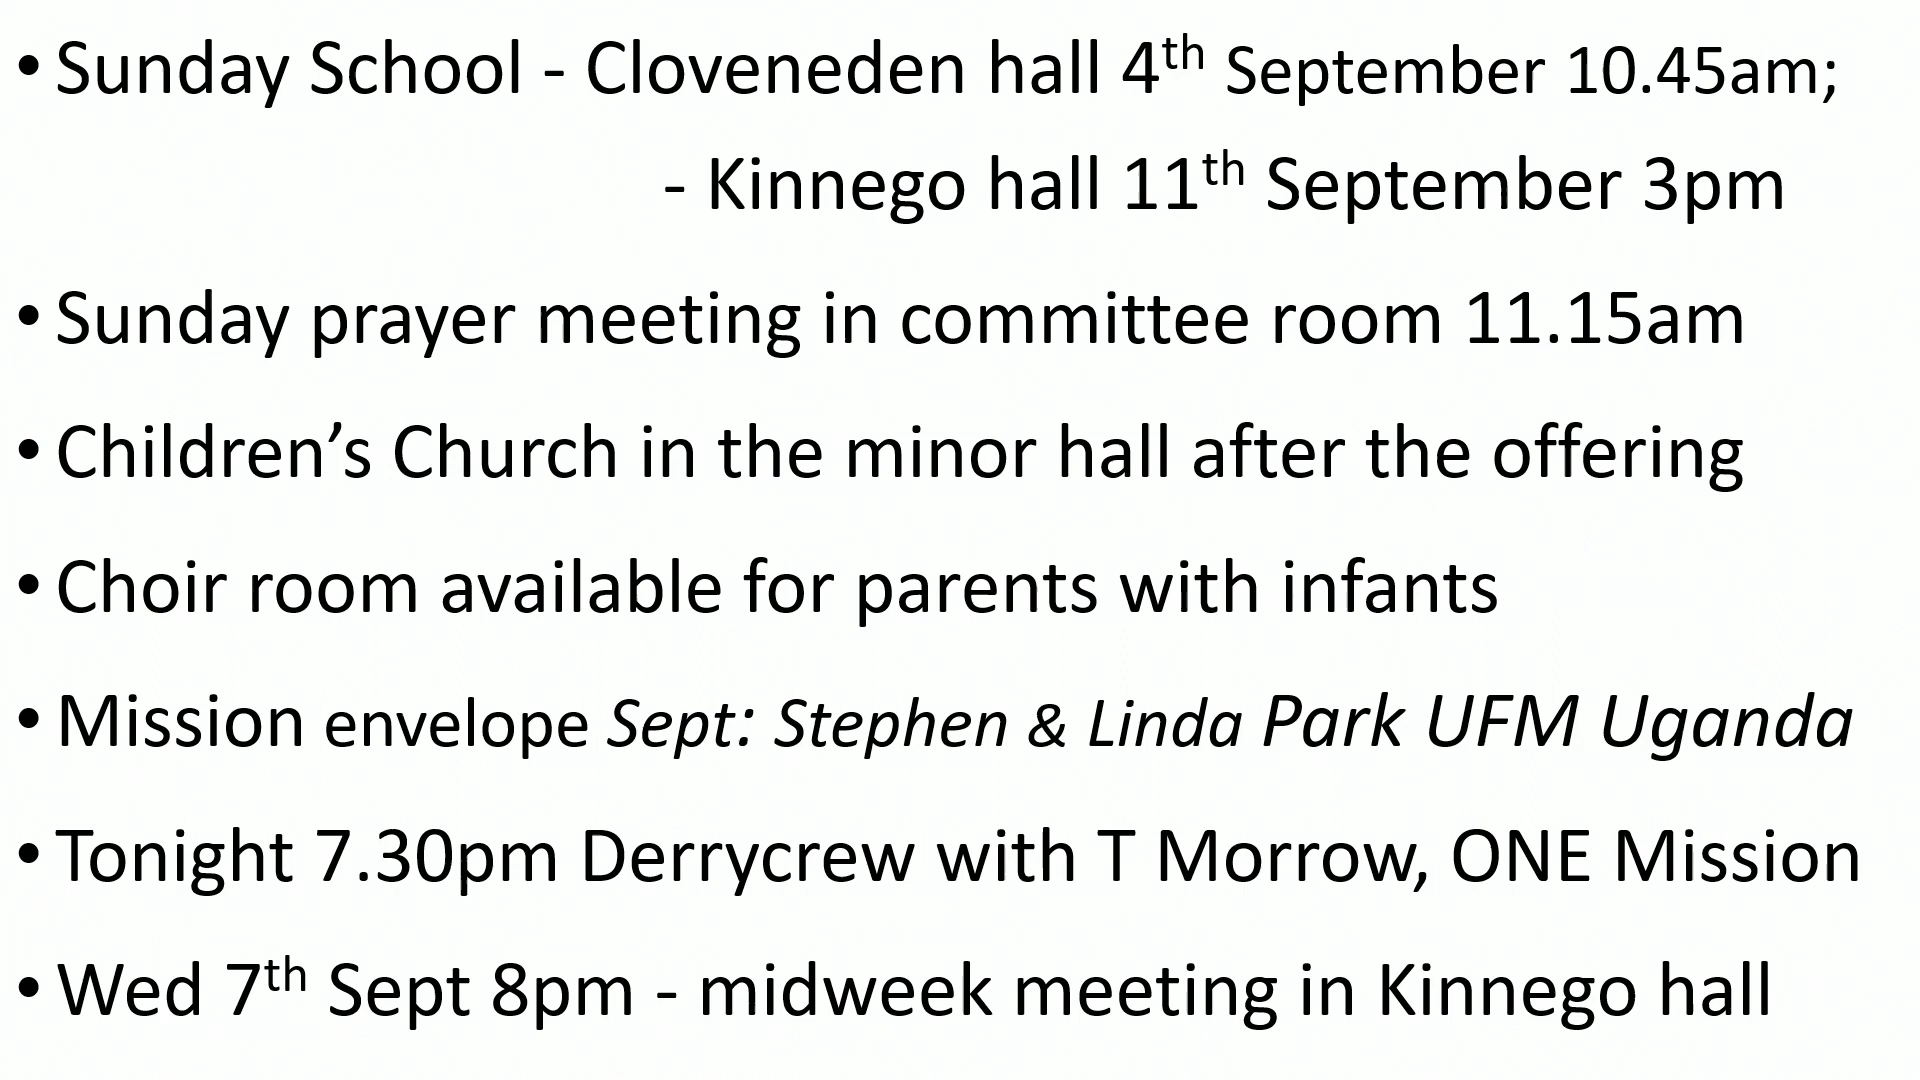 • Sunday School - Cloveneden hall 4th September 10.45am;
- Kinnego hall 11th September 3pm
• Sunday prayer meeting in committee room 11.15am
• Children’s Church in the minor hall after the offering
• Choir room available for parents with infants
• Mission envelope Sept: Stephen & Linda Park UFM Uganda
• Tonight 7.30pm Derrycrew with T Morrow, ONE Mission
• Wed 7th Sept 8pm - midweek meeting in Kinnego hall